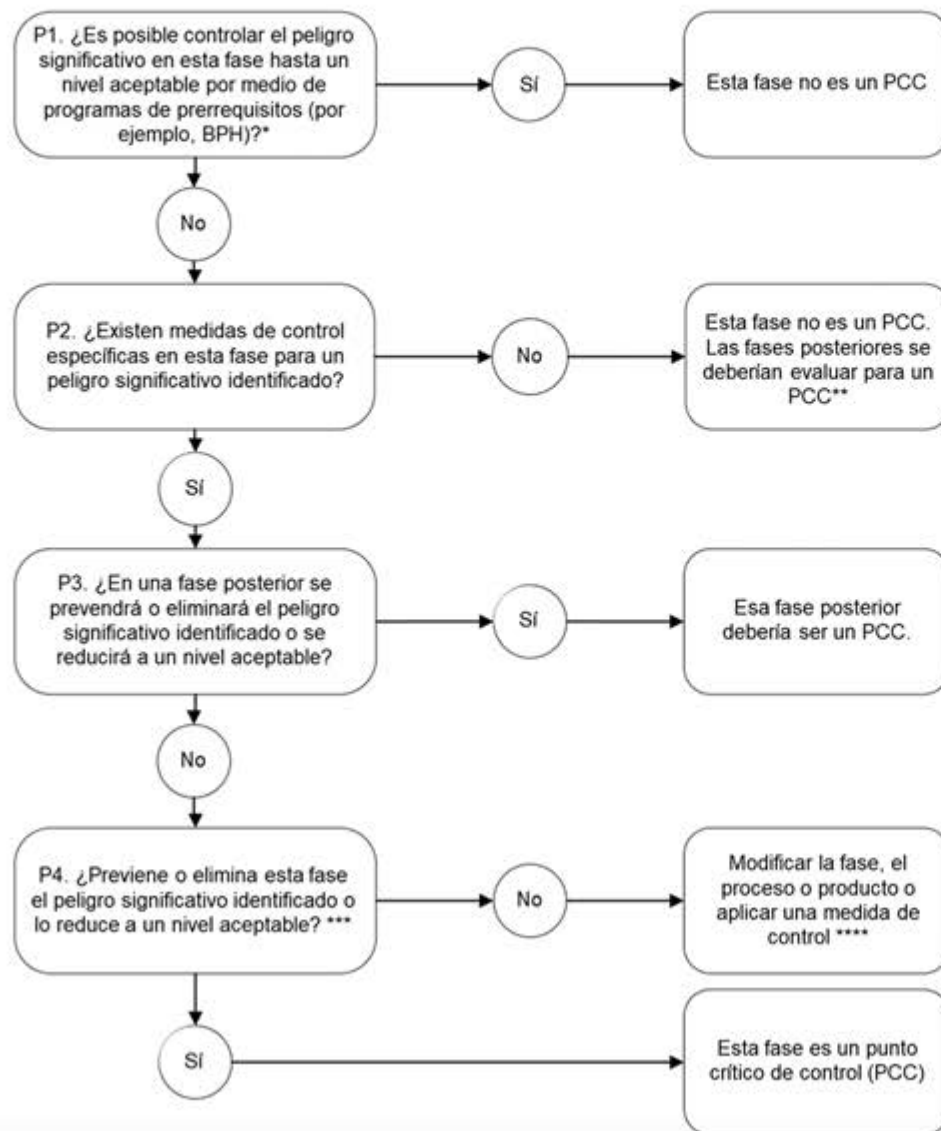 P1. ¿Es posible controlar el peligro
significativo en esta fase hasta un
nivel aceptable por medio de
programas de prerrequisitos (por
ejemplo, BPH)?*
Sí
Esta fase no es un PCC
No
P2. ¿Existen medidas de control
específicas en esta fase para un
peligro significativo identificado?
No
Esta fase no es un PCC.
Las fases posteriores se
deberían evaluar para un
PCC**
Sí
P3. ¿En una fase posterior se
prevendrá o eliminará el peligro
significativo identificado o se
reducirá a un nivel aceptable?
Sí
Esa fase posterior
debería ser un PCC.
No
P4. ¿Previene o elimina esta fase
el peligro significativo identificado o
lo reduce a un nivel aceptable? ***
No
Modificar la fase, el
proceso o producto o
aplicar una medida de
control ****
Sí
Esta fase es un punto
crítico de control (PCC)